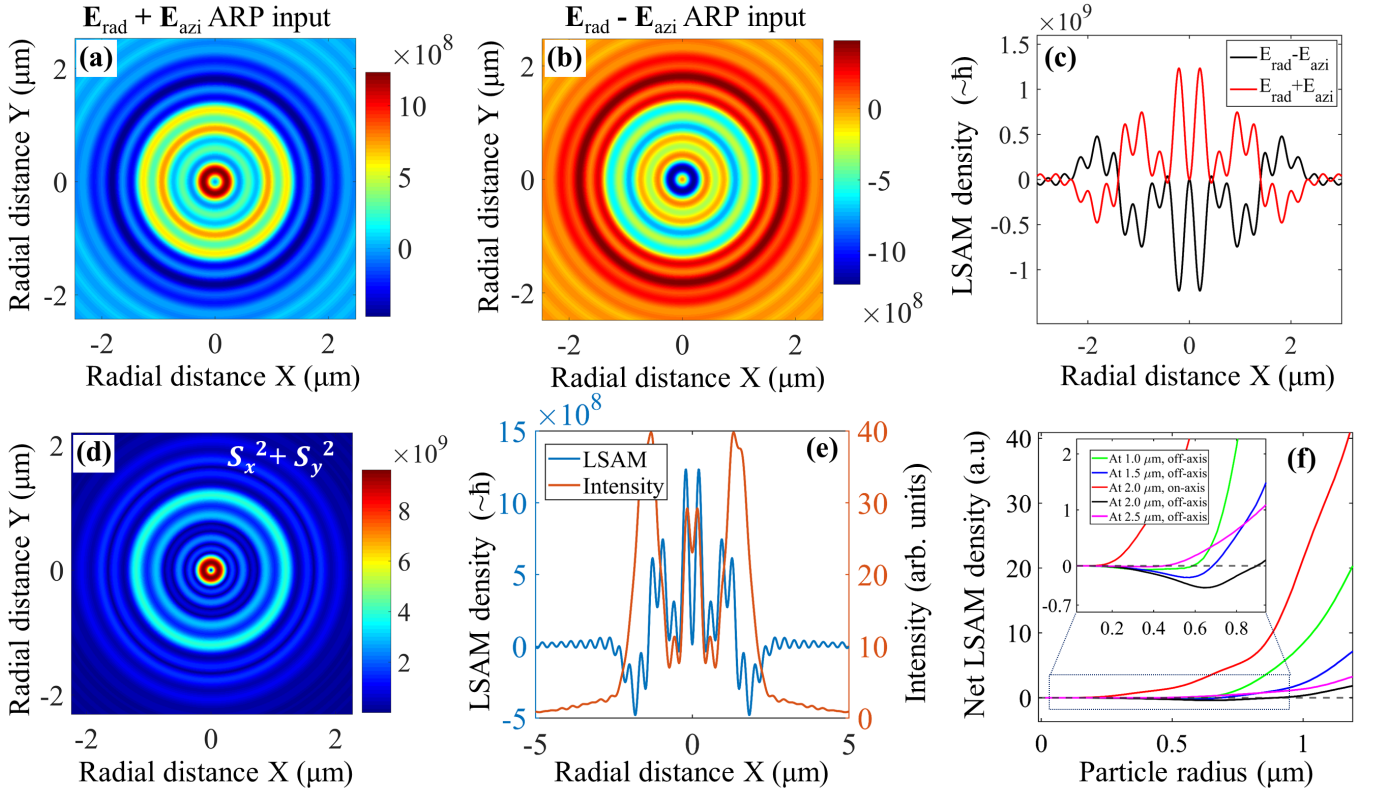 E_rad + E_azi ARP input
(a)
×10^8
Radial distance Y (µm)
2
0
-2
-2
0
2
Radial distance X (µm)
10
5
0
E_rad - E_azi ARP input
(b)
Radial distance Y (µm)
2
0
-2
-2
0
2
Radial distance X (µm)
0
-5
-10
×10^8
×10^9
(c)
E_rad-E_azi
E_rad+E_azi
LSAM density (~ħ)
1.5
1
0.5
0
-0.5
-1
-2
0
2
Radial distance X (µm)
(d)
S_x^2 + S_y^2
×10^9
Radial distance Y (µm)
2
0
-2
-2
0
2
Radial distance X (µm)
8
6
4
2
×10^8
(e)
LSAM
Intensity
LSAM density (~ħ)
15
10
5
0
-5
40
30
20
10
0
Intensity (arb. units)
-5
0
5
Radial distance X (µm)
(f)
Net LSAM density (a.u)
40
30
20
10
0
0
0.5
1
Particle radius (µm)
2
1
0
-0.7
0.2
0.4
0.6
0.8
At 1.0 µm, off-axis
At 1.5 µm, off-axis
At 2.0 µm, on-axis
At 2.0 µm, off-axis
At 2.5 µm, off-axis